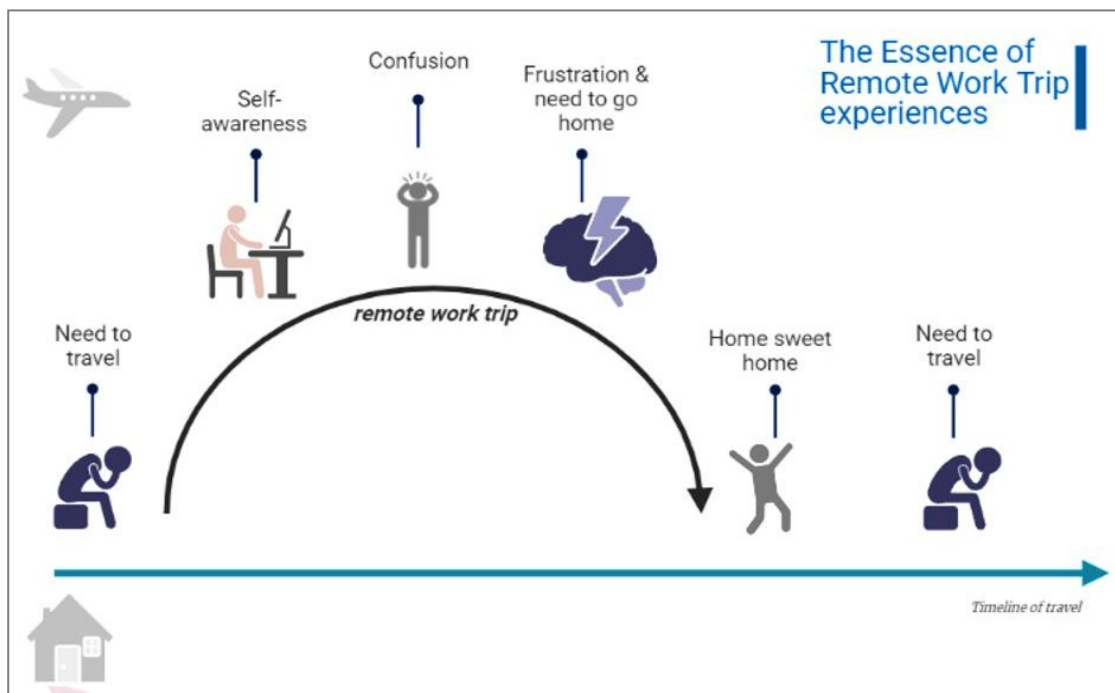 The Essence of
Remote Work Trip
experiences
Confusion
Frustration &
need to go
home
Self-
awareness
remote work trip
Need to
travel
Home sweet
home
Need to
travel
Timeline of travel